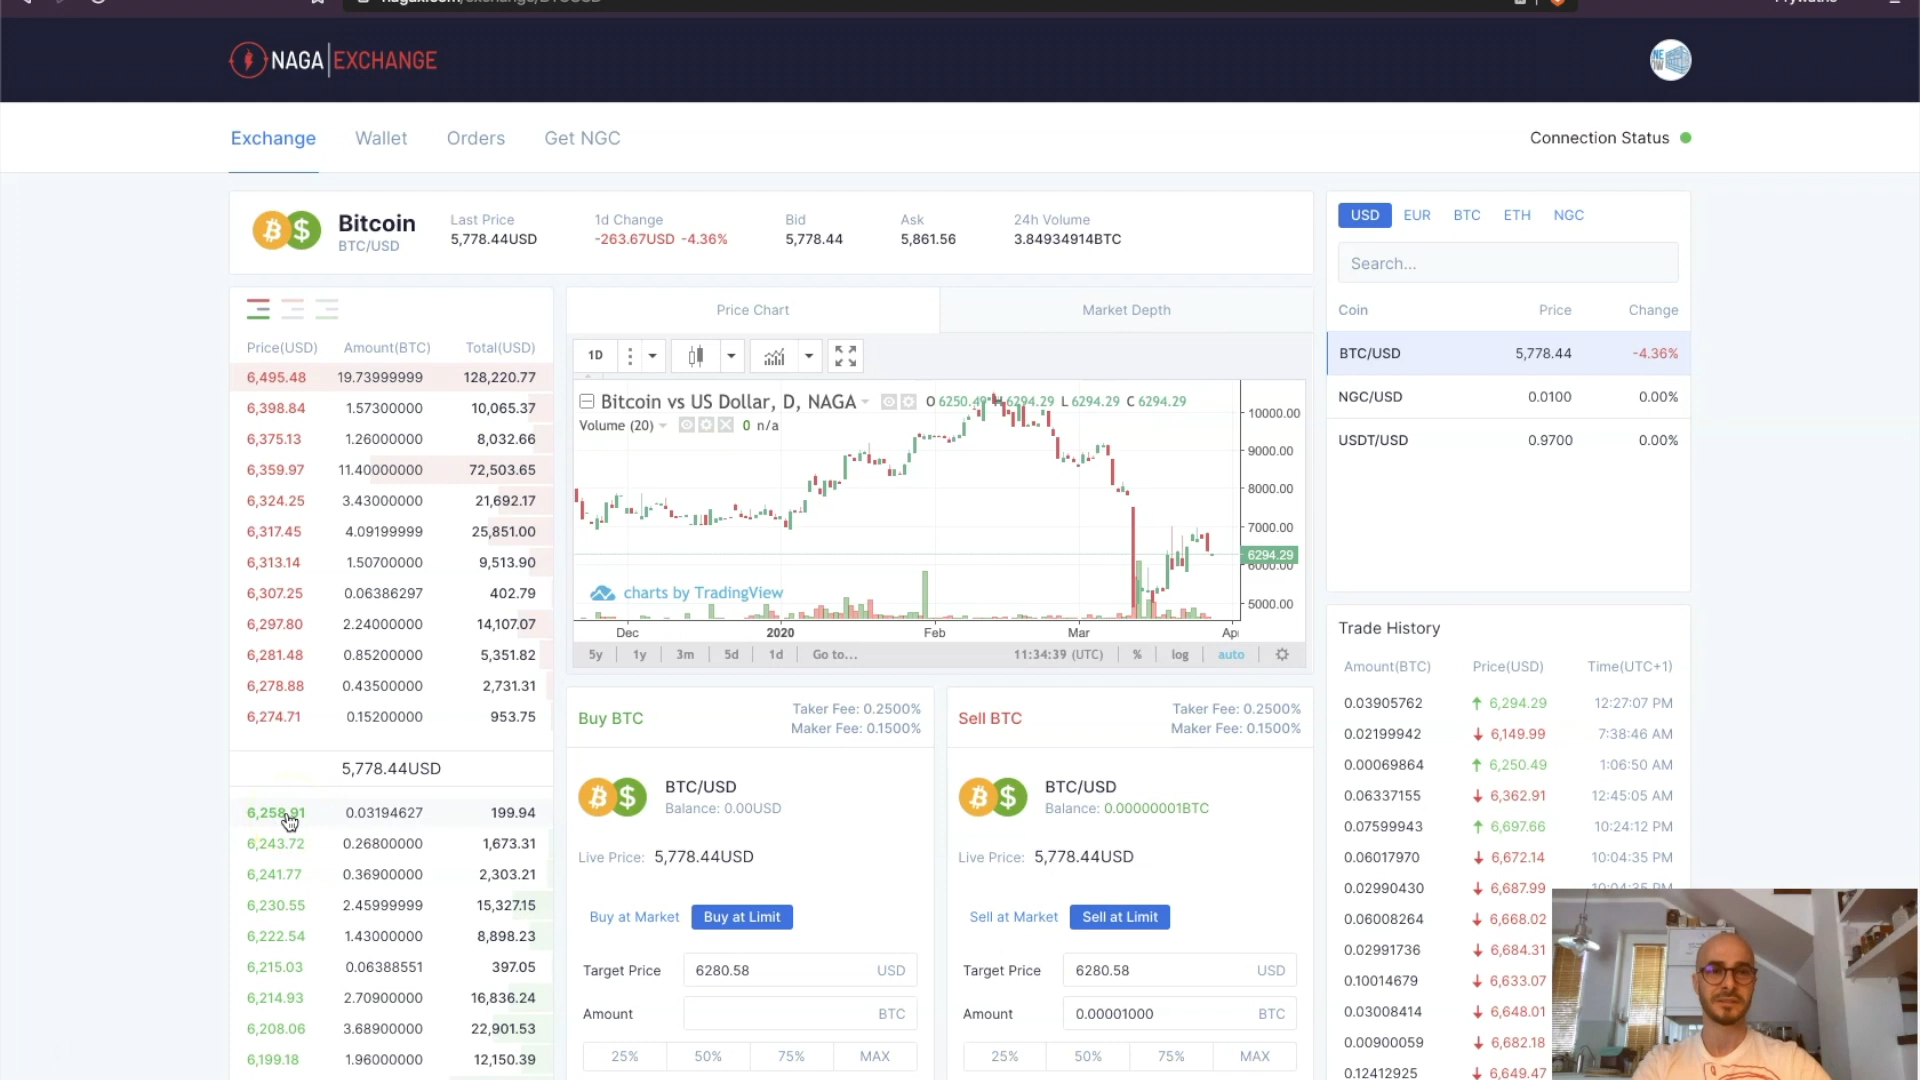 NAGA EXCHANGE
Exchange Wallet Orders Get NGC
Connection Status
Bitcoin
BTC/USD
Last Price
5,778.44USD
1d Change
-263.67USD -4.36%
Bid
5,778.44
Ask
5,861.56
24h Volume
3.84934914BTC
Price(USD) Amount(BTC) Total(USD)
6,495.48 19.73999999 128,220.77
6,398.84 1.57300000 10,065.37
6,375.13 1.26000000 8,032.66
6,359.97 11.40000000 72,503.65
6,324.25 3.43000000 21,692.17
6,317.45 4.09199999 25,851.00
6,313.14 1.50700000 9,513.90
6,307.25 0.06386297 402.79
6,297.80 2.24000000 14,107.07
6,281.48 0.85200000 5,351.82
6,278.88 0.43500000 2,731.31
6,274.71 0.15200000 953.75
5,778.44USD
6,258.91 0.03194627 199.94
6,243.72 0.26800000 1,673.31
6,241.77 0.36900000 2,303.21
6,230.55 2.45999999 15,327.15
6,222.54 1.43000000 8,898.23
6,215.03 0.06388551 397.05
6,214.93 2.70900000 16,836.24
6,208.06 3.68900000 22,901.53
6,199.18 1.96000000 12,150.39
Price Chart Market Depth
1D
Bitcoin vs US Dollar, D, NAGA O 6250.49 H 6294.29 L 6294.29 C 6294.29
Volume (20) 0 n/a
10000.00
9000.00
8000.00
7000.00
6294.29
6000.00
5000.00
charts by TradingView
Dec 2020 Feb Mar Ap
5y 1y 3m 5d 1d Go to... 11:34:39 (UTC) % log auto
Buy BTC
Taker Fee: 0.2500%
Maker Fee: 0.1500%
BTC/USD
Balance: 0.00USD
Live Price: 5,778.44USD
Buy at Market Buy at Limit
Target Price 6280.58 USD
Amount BTC
25% 50% 75% MAX
Sell BTC
Taker Fee: 0.2500%
Maker Fee: 0.1500%
BTC/USD
Balance: 0.00000001BTC
Live Price: 5,778.44USD
Sell at Market Sell at Limit
Target Price 6280.58 USD
Amount 0.00001000 BTC
25% 50% 75% MAX
USD EUR BTC ETH NGC
Search...
Coin Price Change
BTC/USD 5,778.44 -4.36%
NGC/USD 0.0100 0.00%
USDT/USD 0.9700 0.00%
Trade History
Amount(BTC) Price(USD) Time(UTC+1)
0.03905762 6,294.29 12:27:07 PM
0.02199942 6,149.99 7:38:46 AM
0.00069864 6,250.49 1:06:50 AM
0.06337155 6,362.91 12:45:05 AM
0.07599943 6,697.66 10:24:12 PM
0.06017970 6,672.14 10:04:35 PM
0.02990430 6,687.99 10:04:35 PM
0.06008264 6,668.02
0.02991736 6,684.31
0.10014679 6,633.07
0.03008414 6,648.01
0.00900059 6,682.18
0.12412925 6,649.47